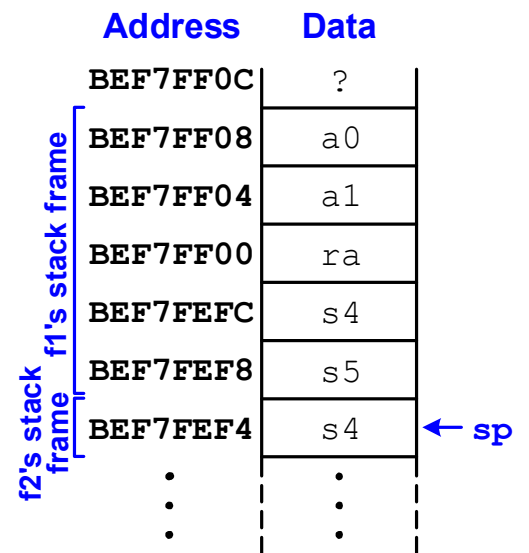 Address Data
BEF7FF0C ?
BEF7FF08 a0
BEF7FF04 a1
BEF7FF00 ra
BEF7FEFC s4
BEF7FEF8 s5
BEF7FEF4 s4 sp
f1's stack frame
f2's stack
frame